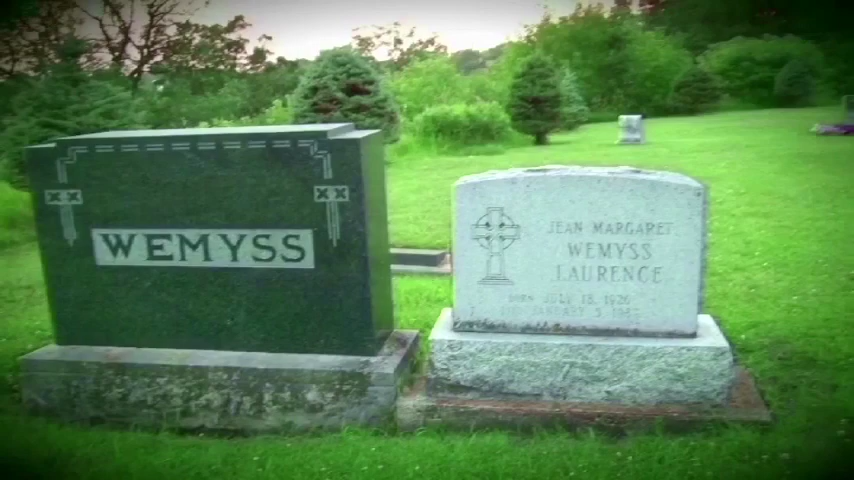 WEMYSS
JEAN MARGARET
WEMYSS
LAURENCE
BORN JULY 18, 1926
JANUARY 5